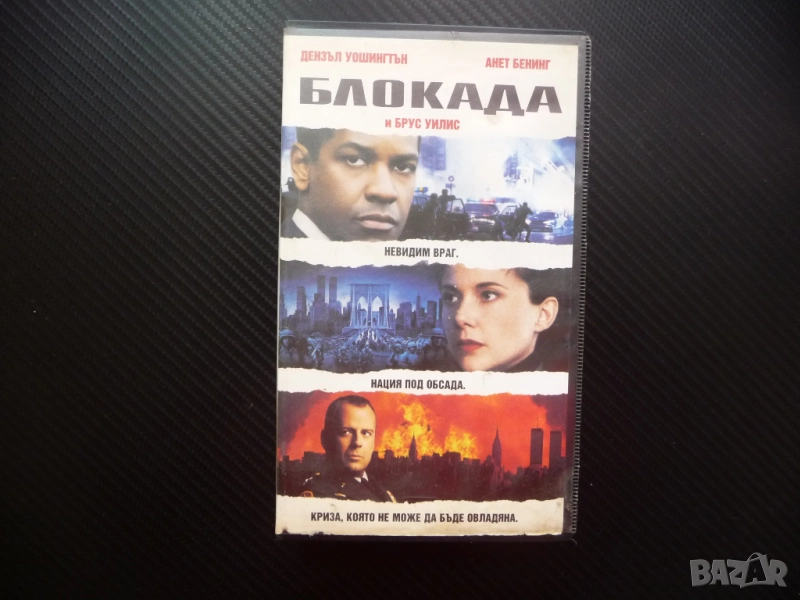 ДЕНЗЪЛ УОШИНГТЪН АНЕТ БЕНИНГ
БЛОКАДА
и БРУС УИЛИС
НЕВИДИМ ВРАГ.
НАЦИЯ ПОД ОБСАДА.
КРИЗА, КОЯТО НЕ МОЖЕ ДА БЪДЕ ОВЛАДЯНА.
BAZAR